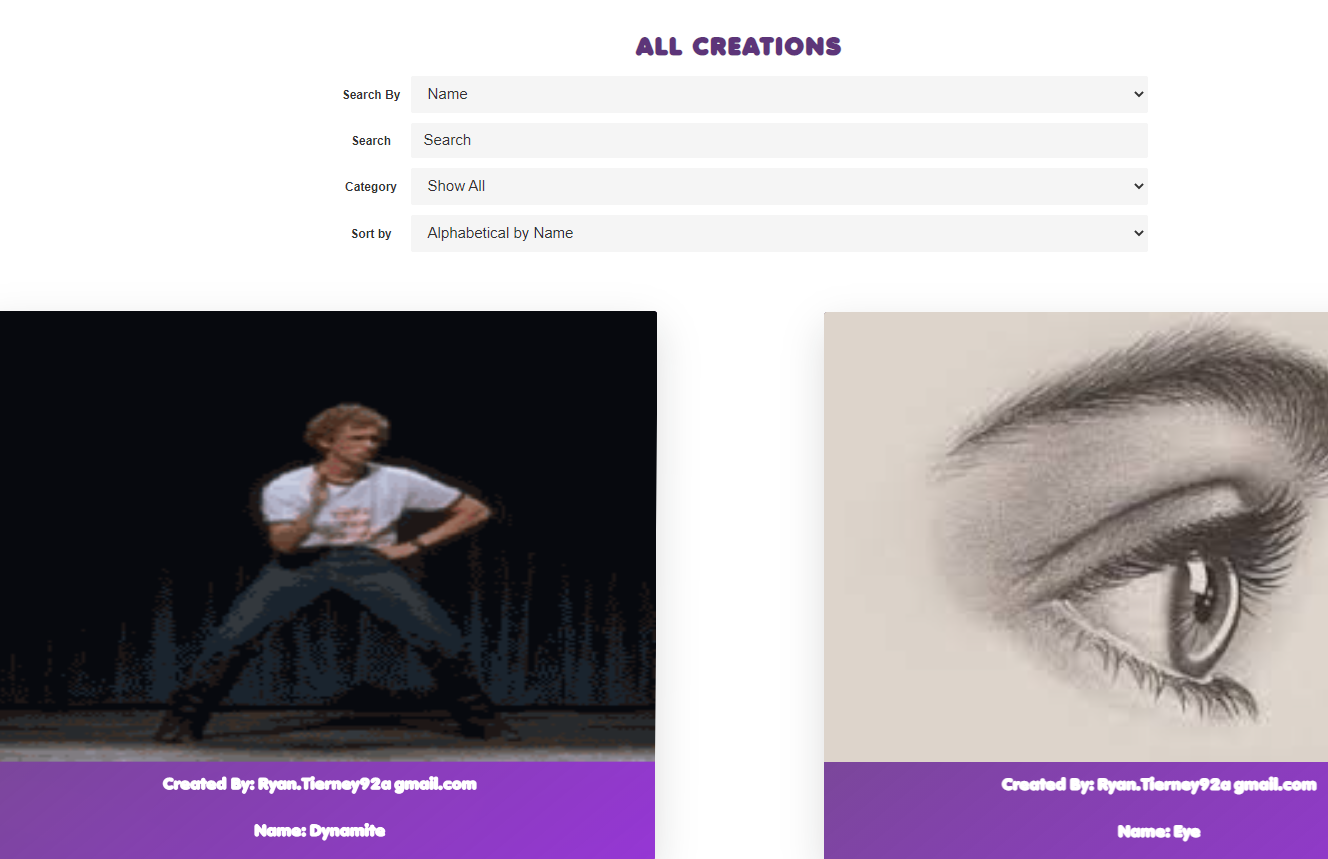 ALL CREATIONS
Search By Name
Search Search
Category Show All
Sort by Alphabetical by Name
Created By: Ryan.Tierney92a gmail.com
Name: Dynamite
Created By: Ryan.Tierney92a gmail.com
Name: Eye